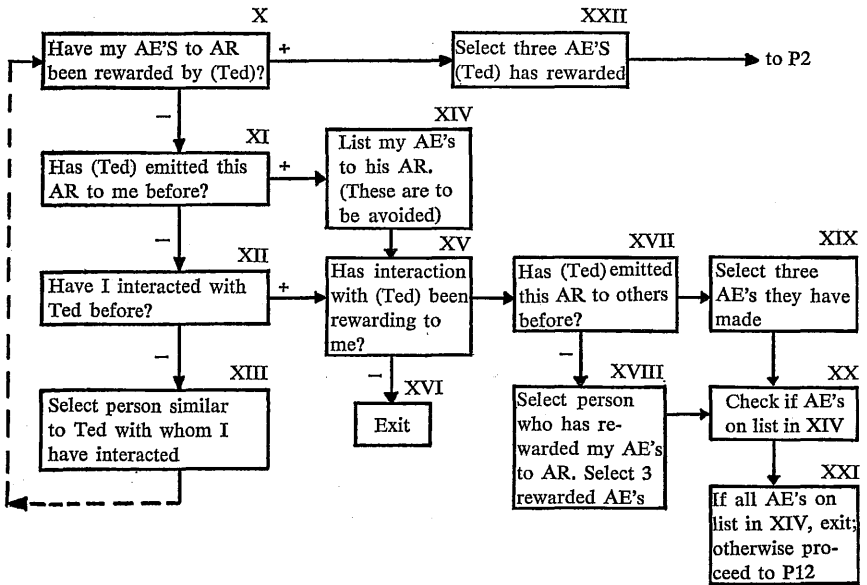 X
Have my AE'S to AR
been rewarded by (Ted)?
+
XXII
Select three AE'S
(Ted) has rewarded
to P2
–
XI
Has (Ted) emitted this
AR to me before?
+
XIV
List my AE's
to his AR.
(These are to
be avoided)
–
XII
Have I interacted with
Ted before?
+
XV
Has interaction
with (Ted) been
rewarding to
me?
XVII
Has (Ted) emitted
this AR to others
before?
XIX
Select three
AE's they have
made
–
XIII
Select person similar
to Ted with whom I
have interacted
–
XVI
Exit
–
XVIII
Select person
who has re-
warded my AE's
to AR. Select 3
rewarded AE's
XX
Check if AE's
on list in XIV
XXI
If all AE's on
list in XIV, exit;
otherwise pro-
ceed to P12